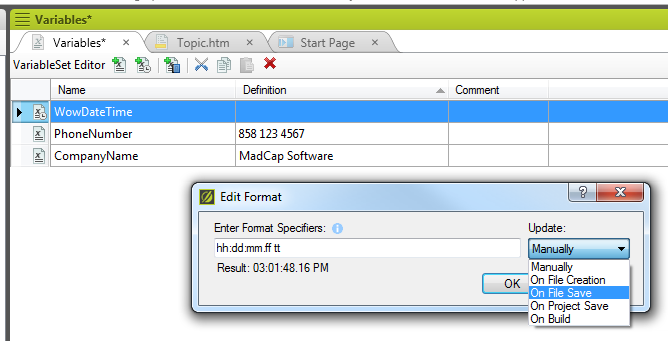 Variables*
Variables* × Topic.htm × Start Page ×
VariableSet Editor
Name Definition Comment
WowDateTime
PhoneNumber 858 123 4567
CompanyName MadCap Software
Edit Format ? X
Enter Format Specifiers: i Update:
hh:dd:mm.ff tt Manually
Result: 03:01:48.16 PM
Manually
On File Creation
OK
On File Save
On Project Save
On Build